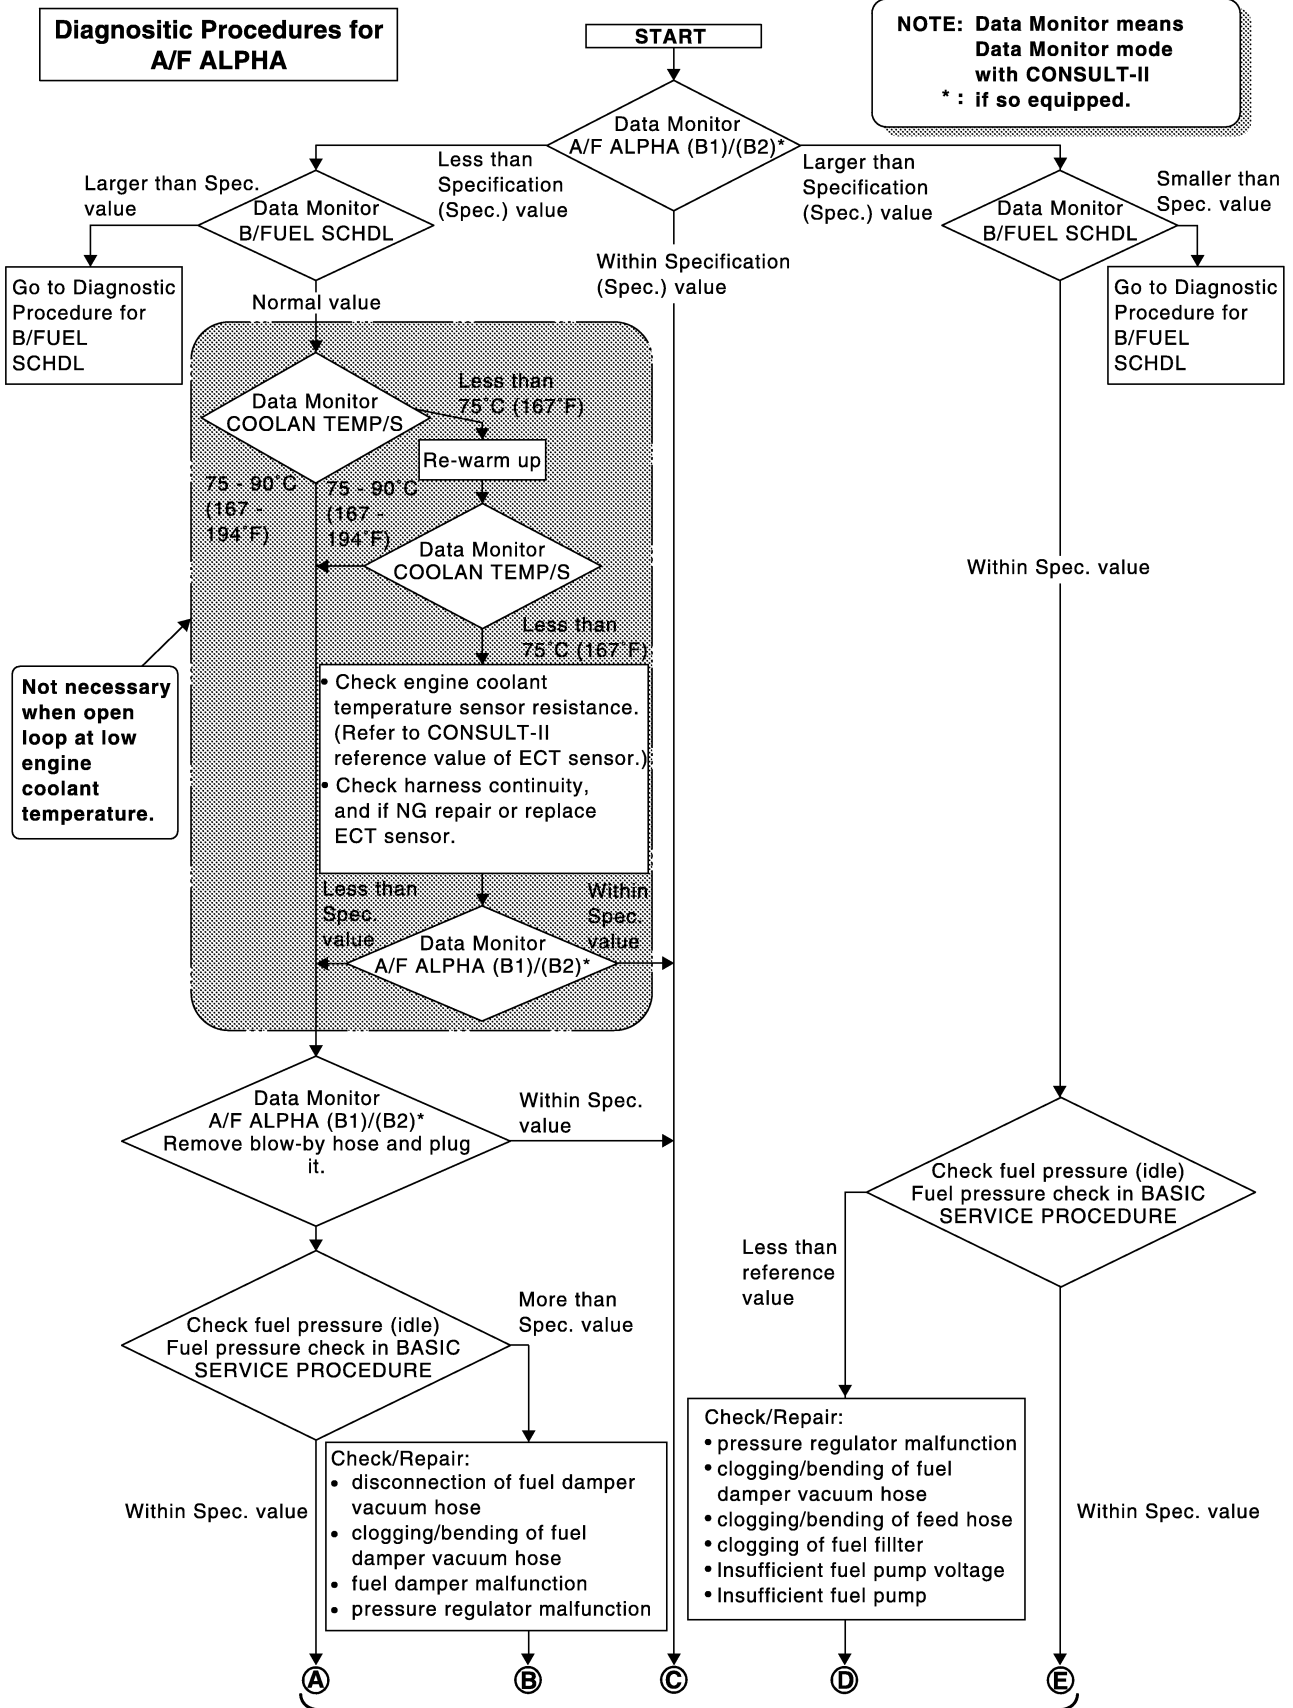 Diagnositic Procedures for
A/F ALPHA
START
NOTE: Data Monitor means
Data Monitor mode
with CONSULT-II
* : if so equipped.
Data Monitor
A/F ALPHA (B1)/(B2)*
Less than
Specification
(Spec.) value
Larger than
Specification
(Spec.) value
Within Specification
(Spec.) value
Larger than Spec.
value
Data Monitor
B/FUEL SCHDL
Smaller than
Spec. value
Data Monitor
B/FUEL SCHDL
Go to Diagnostic
Procedure for
B/FUEL
SCHDL
Normal value
Go to Diagnostic
Procedure for
B/FUEL
SCHDL
Data Monitor
COOLAN TEMP/S
Less than
75˚C (167˚F)
Re-warm up
75 - 90˚C
(167 -
194˚F)
75 - 90˚C
(167 -
194˚F)
Data Monitor
COOLAN TEMP/S
Within Spec. value
Less than
75˚C (167˚F)
Not necessary
when open
loop at low
engine
coolant
temperature.
• Check engine coolant
temperature sensor resistance.
(Refer to CONSULT-II
reference value of ECT sensor.)
• Check harness continuity,
and if NG repair or replace
ECT sensor.
Less than
Spec.
value
Within
Spec.
value
Data Monitor
A/F ALPHA (B1)/(B2)*
Data Monitor
A/F ALPHA (B1)/(B2)*
Remove blow-by hose and plug
it.
Within Spec.
value
Check fuel pressure (idle)
Fuel pressure check in BASIC
SERVICE PROCEDURE
Less than
reference
value
Check fuel pressure (idle)
Fuel pressure check in BASIC
SERVICE PROCEDURE
More than
Spec. value
Within Spec. value
Check/Repair:
• disconnection of fuel damper
vacuum hose
• clogging/bending of fuel
damper vacuum hose
• fuel damper malfunction
• pressure regulator malfunction
Check/Repair:
• pressure regulator malfunction
• clogging/bending of fuel
damper vacuum hose
• clogging/bending of feed hose
• clogging of fuel fillter
• Insufficient fuel pump voltage
• Insufficient fuel pump
Within Spec. value
A
B
C
D
E